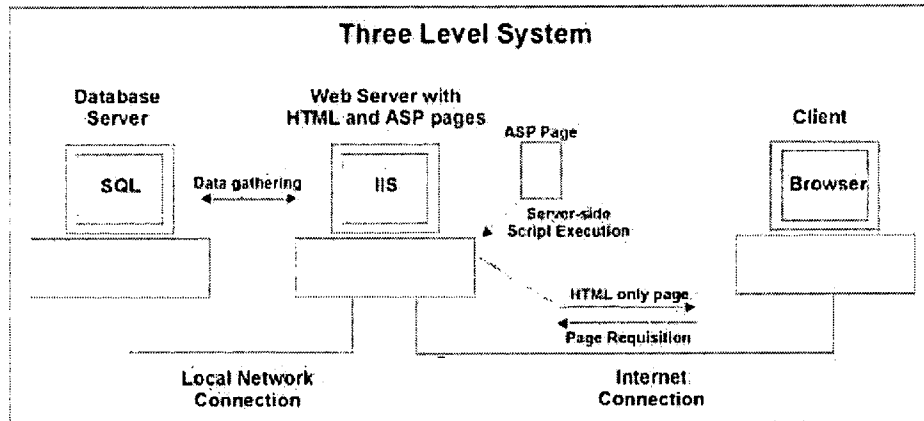 Three Level System
Database
Server
Web Server with
HTML and ASP pages
ASP Page
Client
SQL
Data gathering
IIS
Browser
Server-side
Script Execution
HTML only page
Page Requisition
Local Network
Connection
Internet
Connection